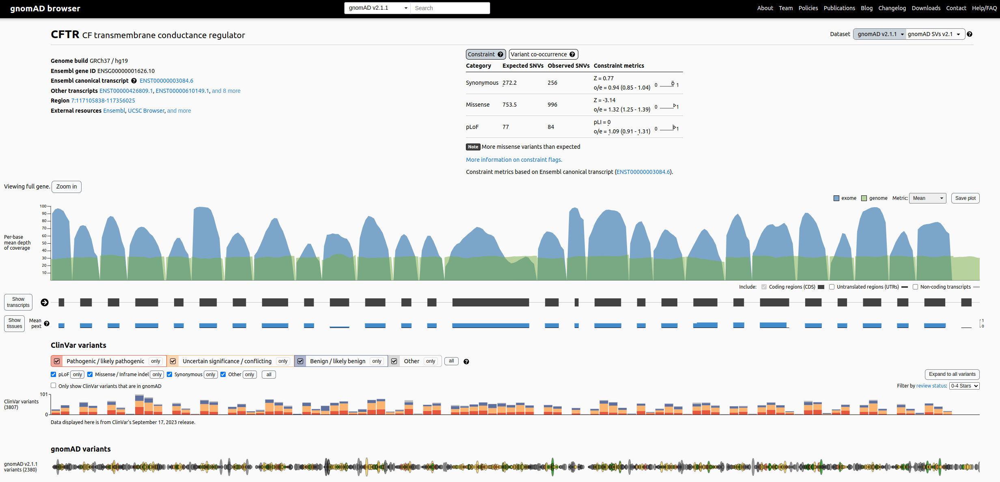 gnomAD browser
gnomAD v2.1.1 Search
About Team Policies Publications Blog Changelog Downloads Contact Help/FAQ
CFTR CF transmembrane conductance regulator
Dataset gnomAD v2.1.1 gnomAD SVs v2.1 ?
Genome build GRCh37 / hg19
Ensembl gene ID ENSG00000001626.10
Ensembl canonical transcript ? ENST00000003084.6
Other transcripts ENST00000426809.1, ENST00000610149.1, and 8 more
Region 7:117105838-117356025
External resources Ensembl, UCSC Browser, and more
Constraint ? Variant co-occurrence ?
Category Expected SNVs Observed SNVs Constraint metrics
Synonymous 272.2 256 Z = 0.77
o/e = 0.94 (0.85 - 1.04) 0 1
Missense 753.5 996 Z = -3.14
o/e = 1.32 (1.25 - 1.39) 0 1
pLoF 77 84 pLI = 0
o/e = 1.09 (0.91 - 1.31) 0 1
Note More missense variants than expected
More information on constraint flags.
Constraint metrics based on Ensembl canonical transcript (ENST00000003084.6).
Viewing full gene. Zoom in
exome genome Metric: Mean Save plot
Per-base
mean depth
of coverage
100
90
80
70
60
50
40
30
20
10
Include: Coding regions (CDS) Untranslated regions (UTRs) Non-coding transcripts
Show
transcripts
Show
tissues
Mean
pext ?
1
0
ClinVar variants
Pathogenic / likely pathogenic only Uncertain significance / conflicting only Benign / likely benign only Other only all ?
pLoF only Missense / Inframe indel only Synonymous only Other only all
Expand to all variants
Only show ClinVar variants that are in gnomAD
Filter by review status: 0-4 Stars
ClinVar variants
(3807)
101
0
Data displayed here is from ClinVar's September 17, 2023 release.
gnomAD variants
gnomAD v2.1.1
variants (2380)